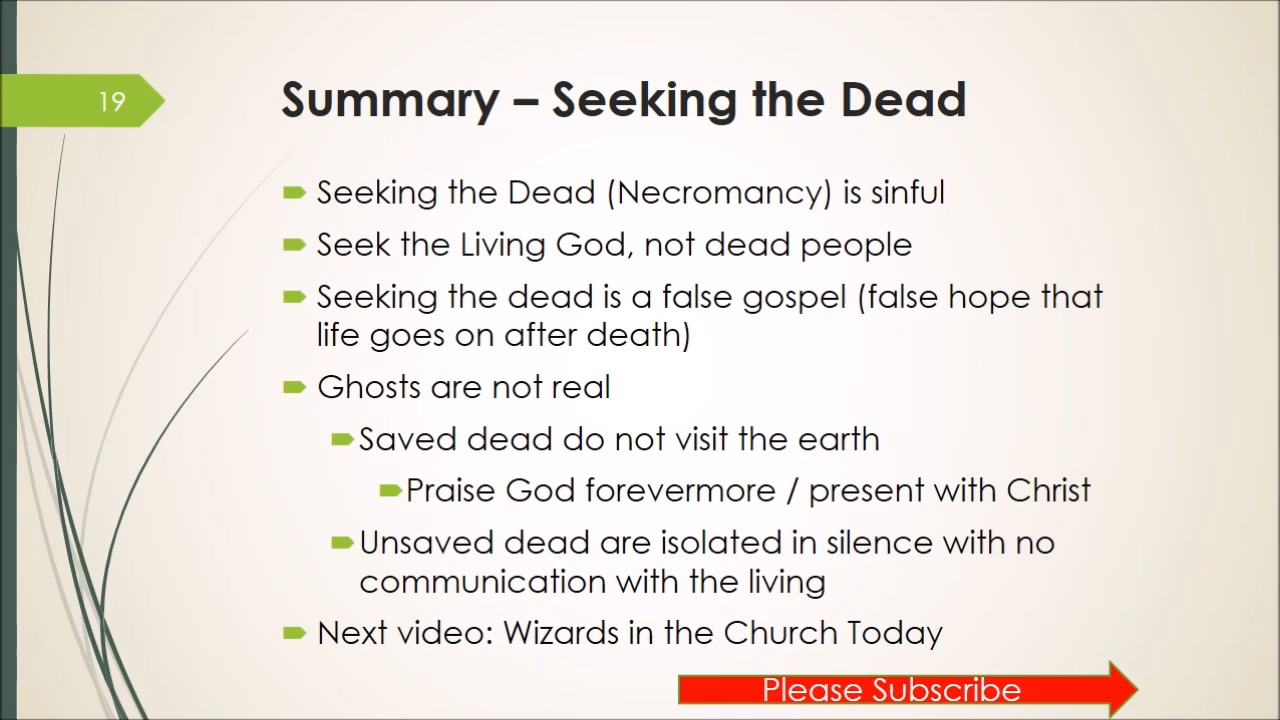 19
Summary – Seeking the Dead
Seeking the Dead (Necromancy) is sinful
Seek the Living God, not dead people
Seeking the dead is a false gospel (false hope that
life goes on after death)
Ghosts are not real
Saved dead do not visit the earth
Praise God forevermore / present with Christ
Unsaved dead are isolated in silence with no
communication with the living
Next video: Wizards in the Church Today
Please Subscribe